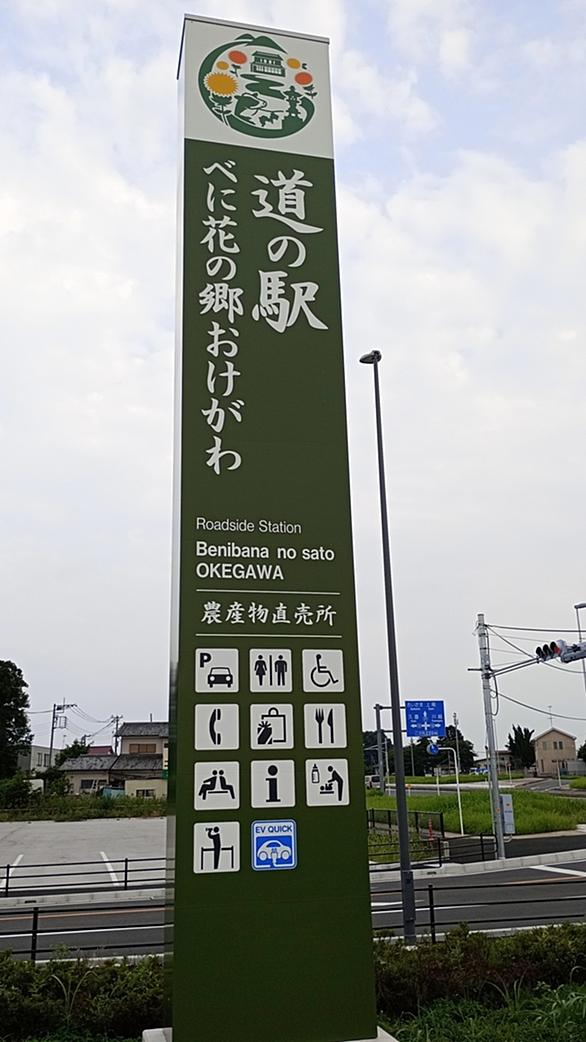 道の駅
べに花の郷おけがわ
Roadside Station
Benibana no sato
OKEGAWA
農産物直売所
P
EV QUICK